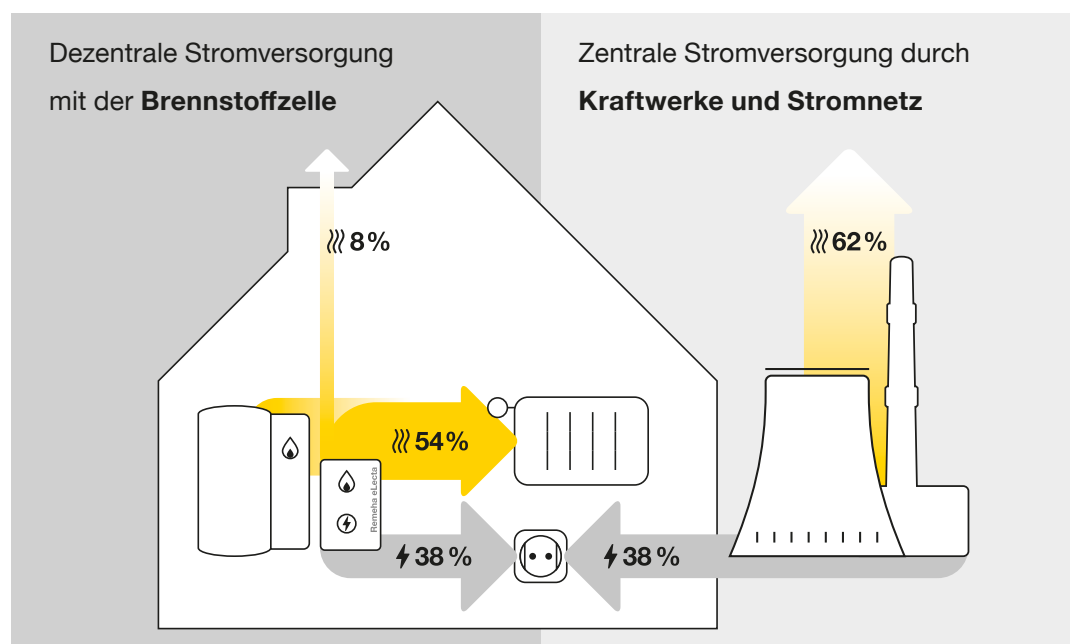 Dezentrale Stromversorgung
mit der Brennstoffzelle
Zentrale Stromversorgung durch
Kraftwerke und Stromnetz
8 %
62 %
54 %
Remeha eLecta
38 %
38 %